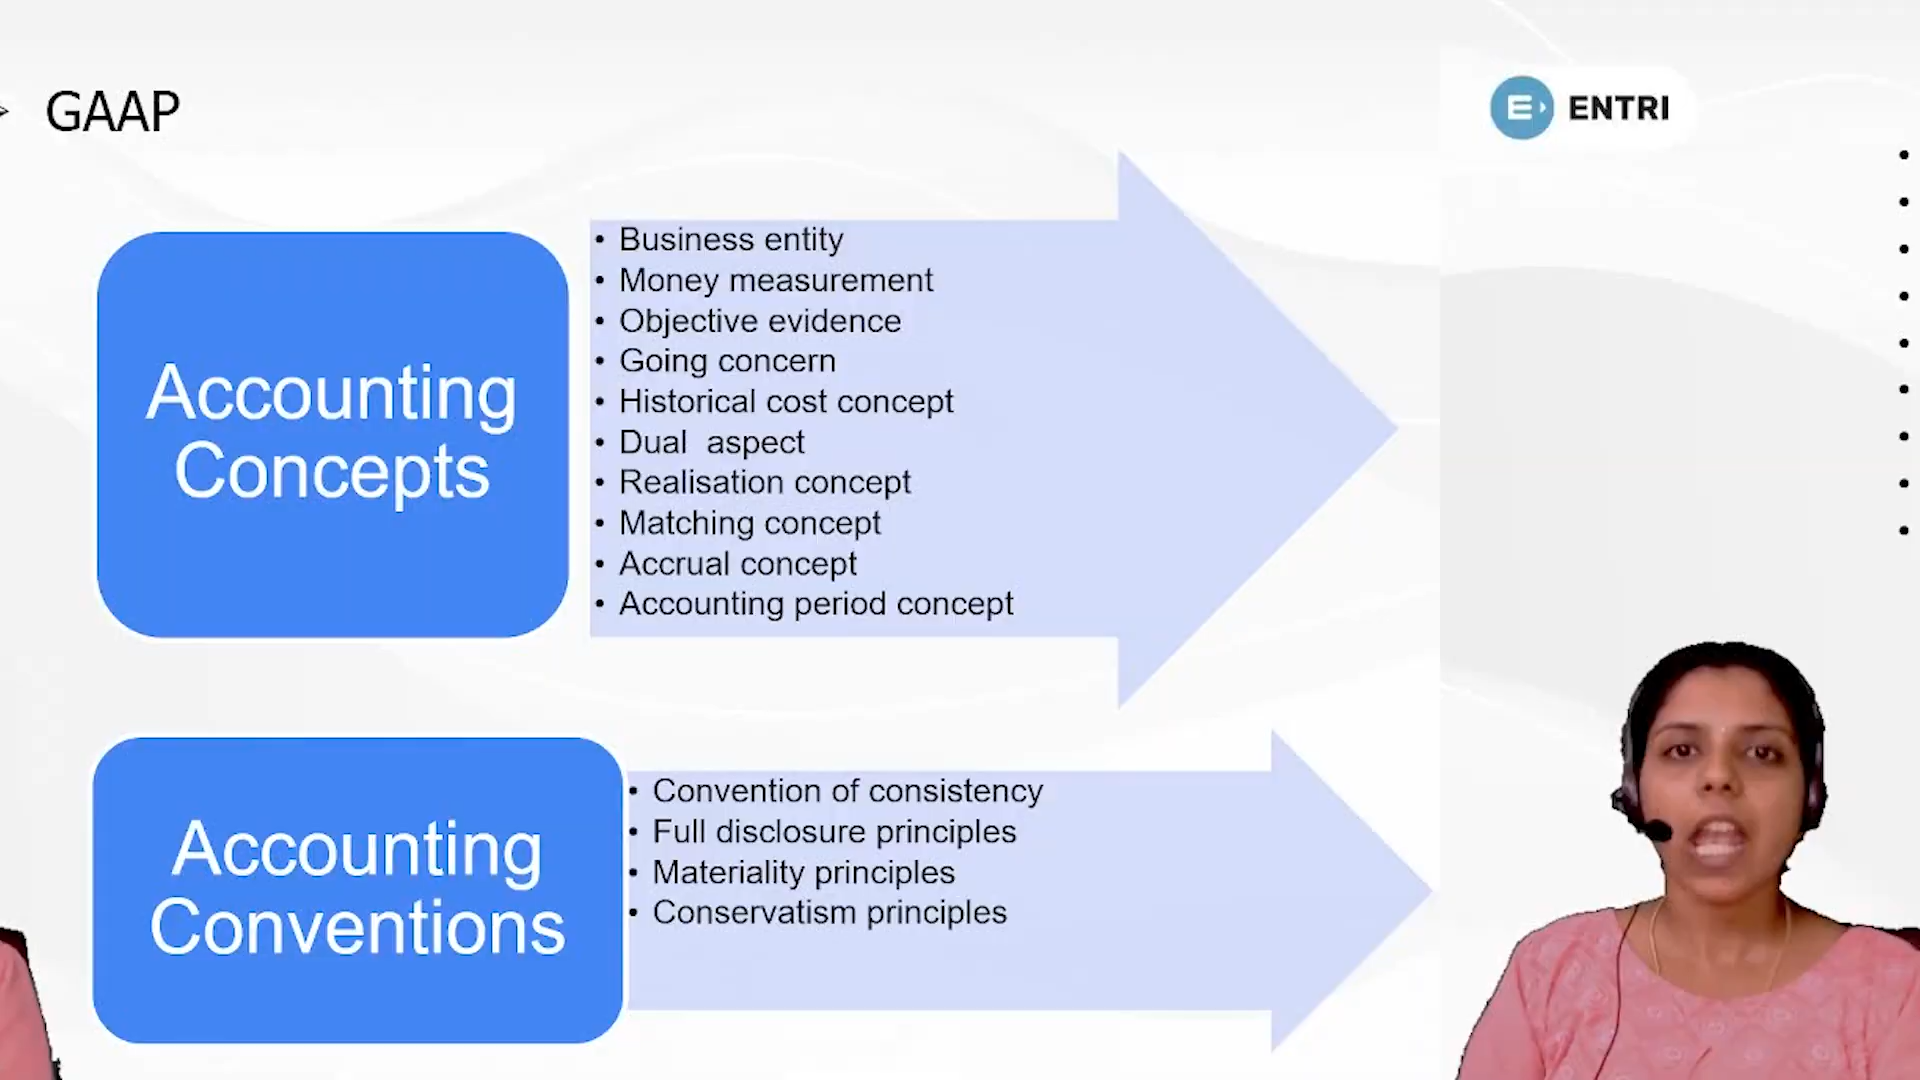 GAAP
ENTRI
Accounting
Concepts
• Business entity
• Money measurement
• Objective evidence
• Going concern
• Historical cost concept
• Dual  aspect
• Realisation concept
• Matching concept
• Accrual concept
• Accounting period concept
Accounting
Conventions
• Convention of consistency
• Full disclosure principles
• Materiality principles
• Conservatism principles